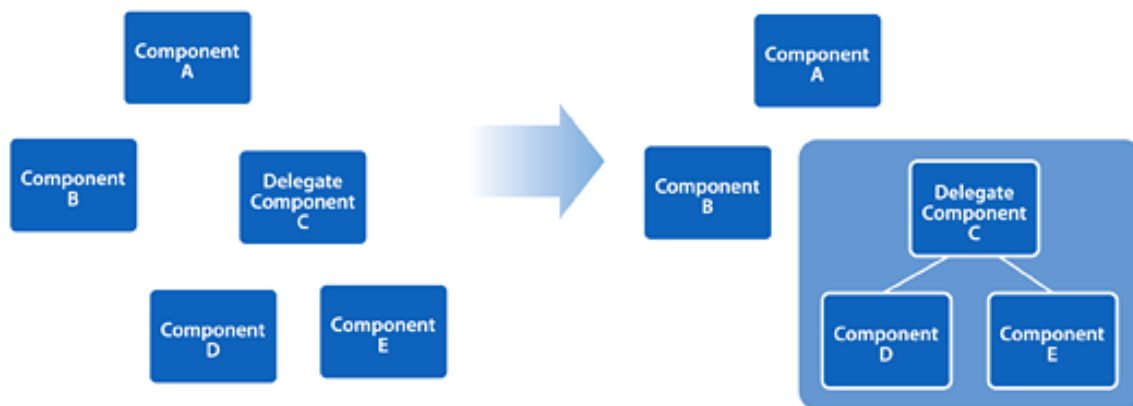 Component
A
Component
B
Delegate
Component
C
Component
D
Component
E
Component
A
Component
B
Delegate
Component
C
Component
D
Component
E